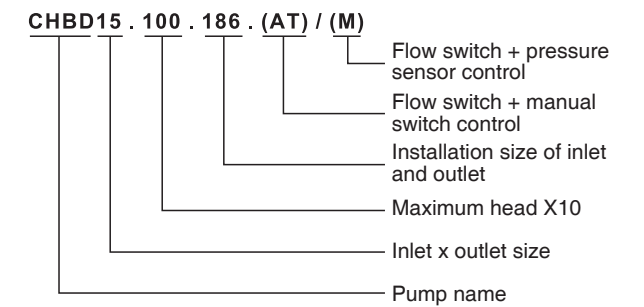 CHBD15 . 100 . 186 . (AT) / (M)
Flow switch + pressure
sensor control
Flow switch + manual
switch control
Installation size of inlet
and outlet
Maximum head X10
Inlet x outlet size
Pump name